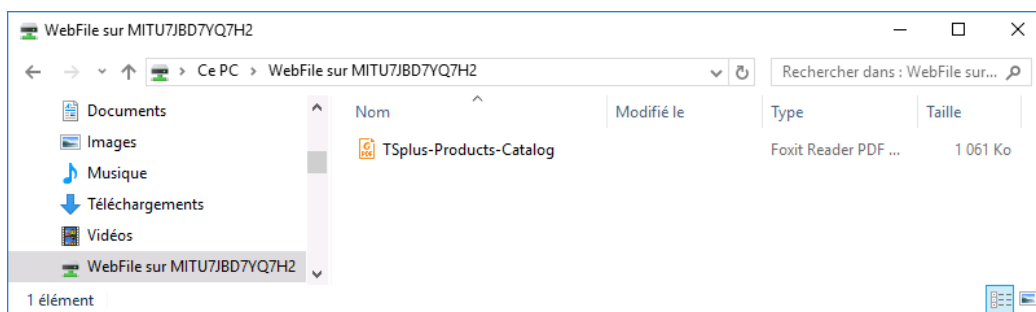 WebFile sur MITU7JBD7YQ7H2
Ce PC > WebFile sur MITU7JBD7YQ7H2
Rechercher dans : WebFile sur...
Documents
Images
Musique
Téléchargements
Vidéos
WebFile sur MITU7JBD7YQ7H2
Nom Modifié le Type Taille
TSplus-Products-Catalog Foxit Reader PDF ... 1 061 Ko
1 élément